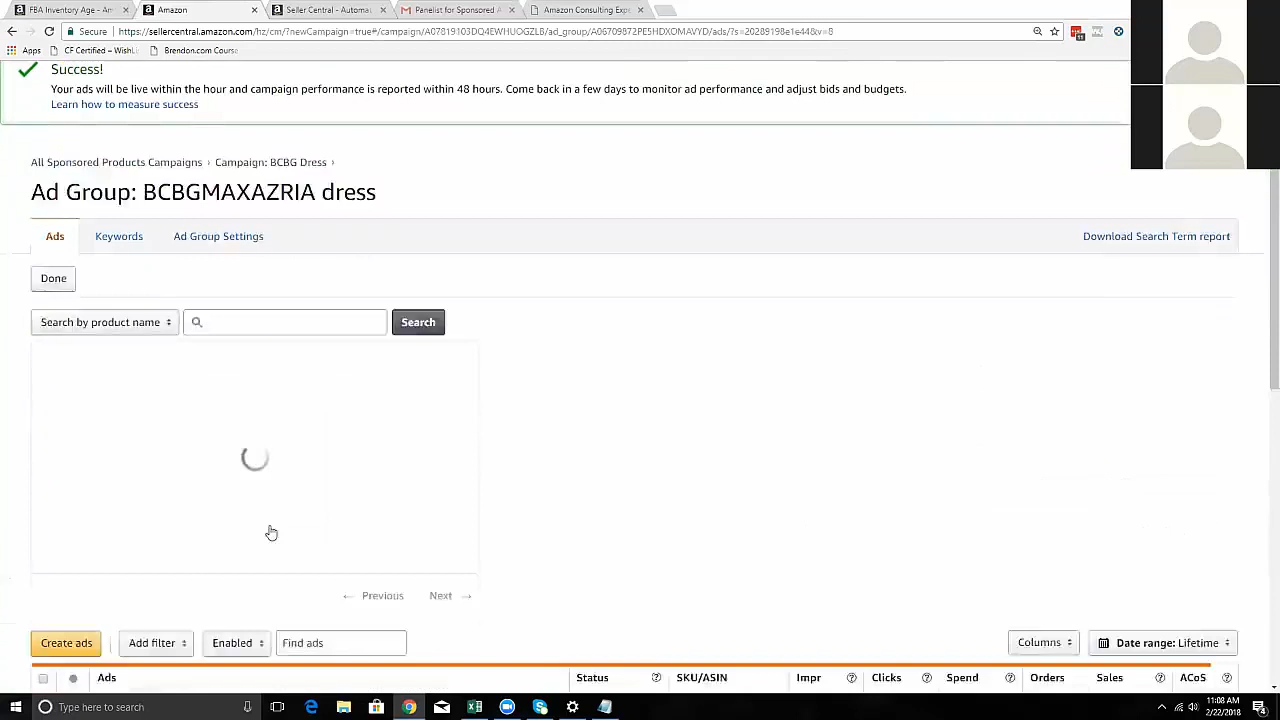 FBA Inventory Age - Am
Amazon
Seller Central - Automa
Panelist for Sponsored A
Amazon Consulting Exp
Secure
https://sellercentral.amazon.com/hz/cm/?newCampaign=true#campaign/A07819103DQ4EWHUOGZLB/ad_group/A06709872PE5HDXOMAVYD/ads/?s=20289198e1e44&v=8
11
Apps
CF Certified – WishLi
Brendon.com Course
Success!
Your ads will be live within the hour and campaign performance is reported within 48 hours. Come back in a few days to monitor ad performance and adjust bids and budgets.
Learn how to measure success
All Sponsored Products Campaigns › Campaign: BCBG Dress ›
Ad Group: BCBGMAXAZRIA dress
Ads
Keywords
Ad Group Settings
Download Search Term report
Done
Search by product name
Search
← Previous Next →
Create ads
Add filter
Enabled
Find ads
Columns
Date range: Lifetime
Ads Status ? SKU/ASIN Impr ? Clicks ? Spend ? Orders Sales ? ACoS ?
Type here to search
11:08 AM
2/22/2018
4